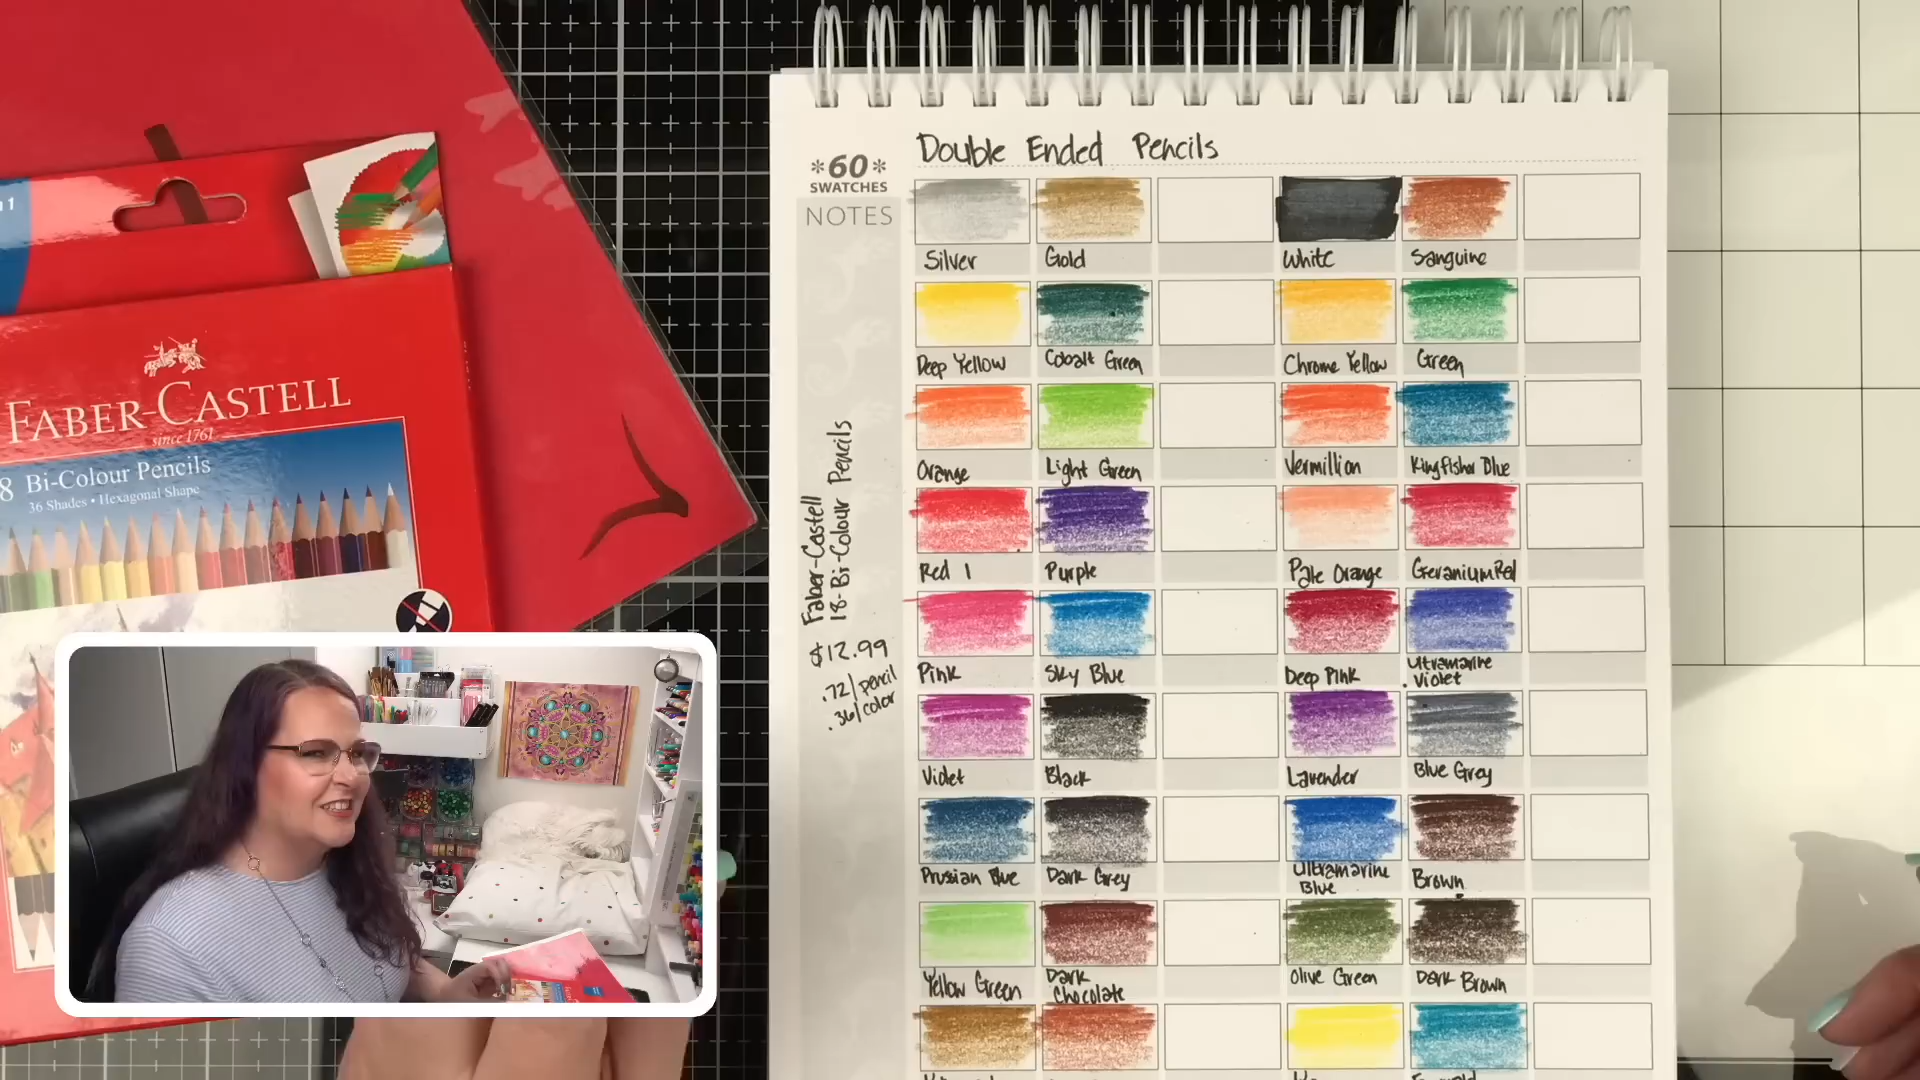 Double Ended Pencils
*60*
SWATCHES
NOTES
Silver Gold White Sanguine
Deep Yellow Cobalt Green Chrome Yellow Green
Orange Light Green Vermillion Kingfisher Blue
Red 1 Purple Pale Orange Geranium Red
Pink Sky Blue Deep Pink Ultramarine Violet
Violet Black Lavender Blue Grey
Prussian Blue Dark Grey Ultramarine Blue Brown
Yellow Green Dark Chocolate Olive Green Dark Brown
Faber-Castell
18-Bi-Colour Pencils
$12.99
.72/pencil
.36/color
FABER-CASTELL
since 1761
8 Bi-Colour Pencils
36 Shades • Hexagonal Shape